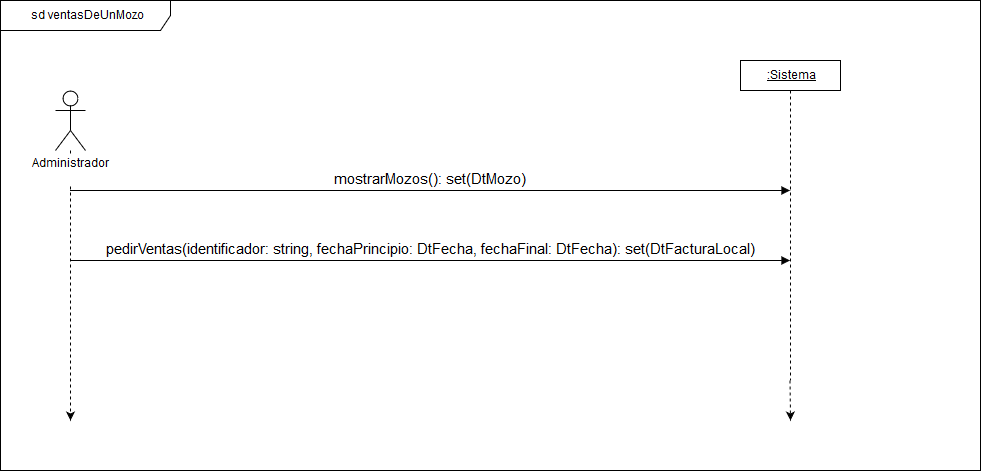 sd ventasDeUnMozo
:Sistema
Administrador
mostrarMozos(): set(DtMozo)
pedirVentas(identificador: string, fechaPrincipio: DtFecha, fechaFinal: DtFecha): set(DtFacturaLocal)